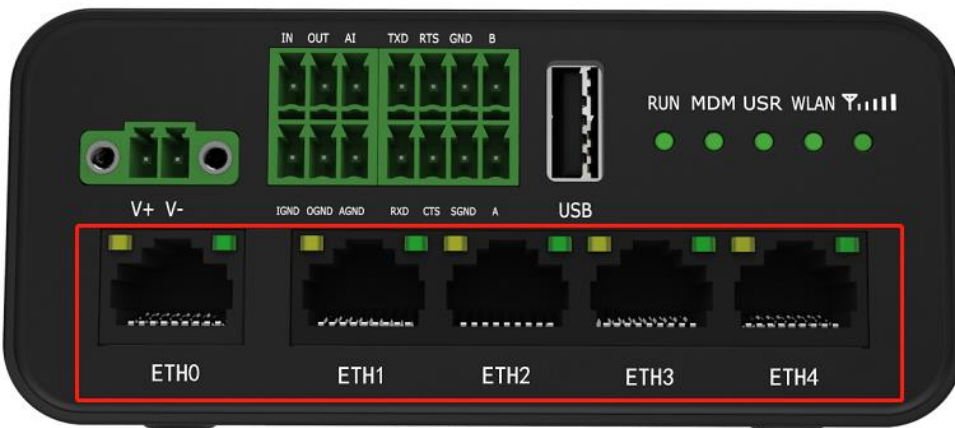 IN OUT AI TXD RTS GND B
RUN MDM USR WLAN
V+ V-
IGND OGND AGND RXD CTS SGND A
USB
ETH0 ETH1 ETH2 ETH3 ETH4